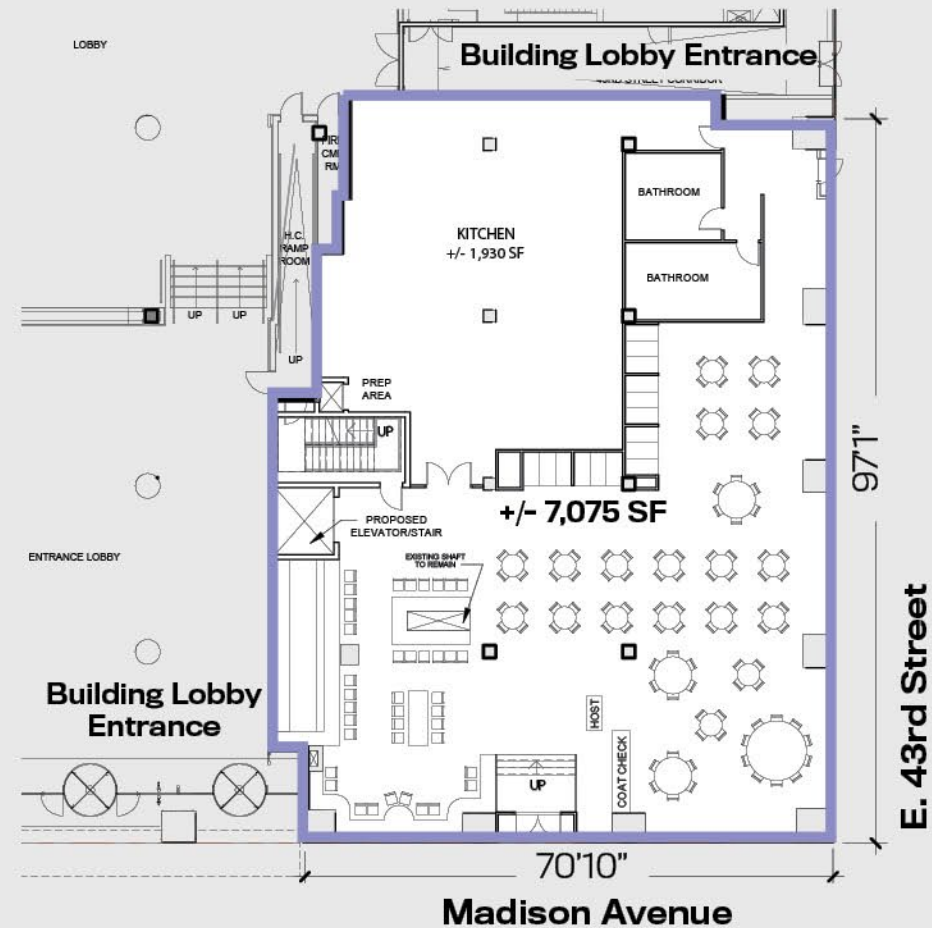 LOBBY
Building Lobby Entrance
43RD STREET CORRIDOR
FIRE
CMD
RM
BATHROOM
KITCHEN
+/- 1,930 SF
H.C.
RAMP
ROOM
BATHROOM
UP
UP
UP
PREP
AREA
UP
97'1"
+/- 7,075 SF
PROPOSED
ELEVATOR/STAIR
ENTRANCE LOBBY
EXISTING SHAFT
TO REMAIN
E. 43rd Street
Building Lobby
Entrance
HOST
COAT CHECK
UP
70'10"
Madison Avenue